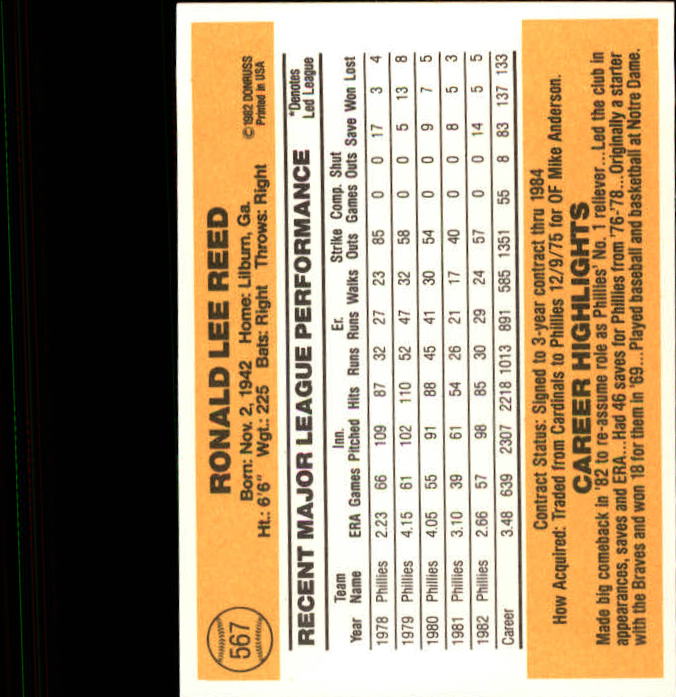 567
RONALD LEE REED
Born: Nov. 2, 1942 Home: Lilburn, Ga.
Ht.: 6'6" Wgt.: 225 Bats: Right Throws: Right
©1982 DONRUSS
Printed in USA
RECENT MAJOR LEAGUE PERFORMANCE
*Denotes
Led League
Team Inn. Er. Strike Comp. Shut
Year Name ERA Games Pitched Hits Runs Runs Walks Outs Games Outs Save Won Lost
1978 Phillies 2.23 66 109 87 32 27 23 85 0 0 17 3 4
1979 Phillies 4.15 61 102 110 52 47 32 58 0 0 5 13 8
1980 Phillies 4.05 55 91 88 45 41 30 54 0 0 9 7 5
1981 Phillies 3.10 39 61 54 26 21 17 40 0 0 8 5 3
1982 Phillies 2.66 57 98 85 30 29 24 57 0 0 14 5 5
Career 3.48 639 2307 2218 1013 891 585 1351 55 8 83 137 133
Contract Status: Signed to 3-year contract thru 1984
How Acquired: Traded from Cardinals to Phillies 12/9/75 for OF Mike Anderson.
CAREER HIGHLIGHTS
Made big comeback in '82 to re-assume role as Phillies' No. 1 reliever...Led the club in
appearances, saves and ERA...Had 46 saves for Phillies from '76-'78...Originally a starter
with the Braves and won 18 for them in '69...Played baseball and basketball at Notre Dame.